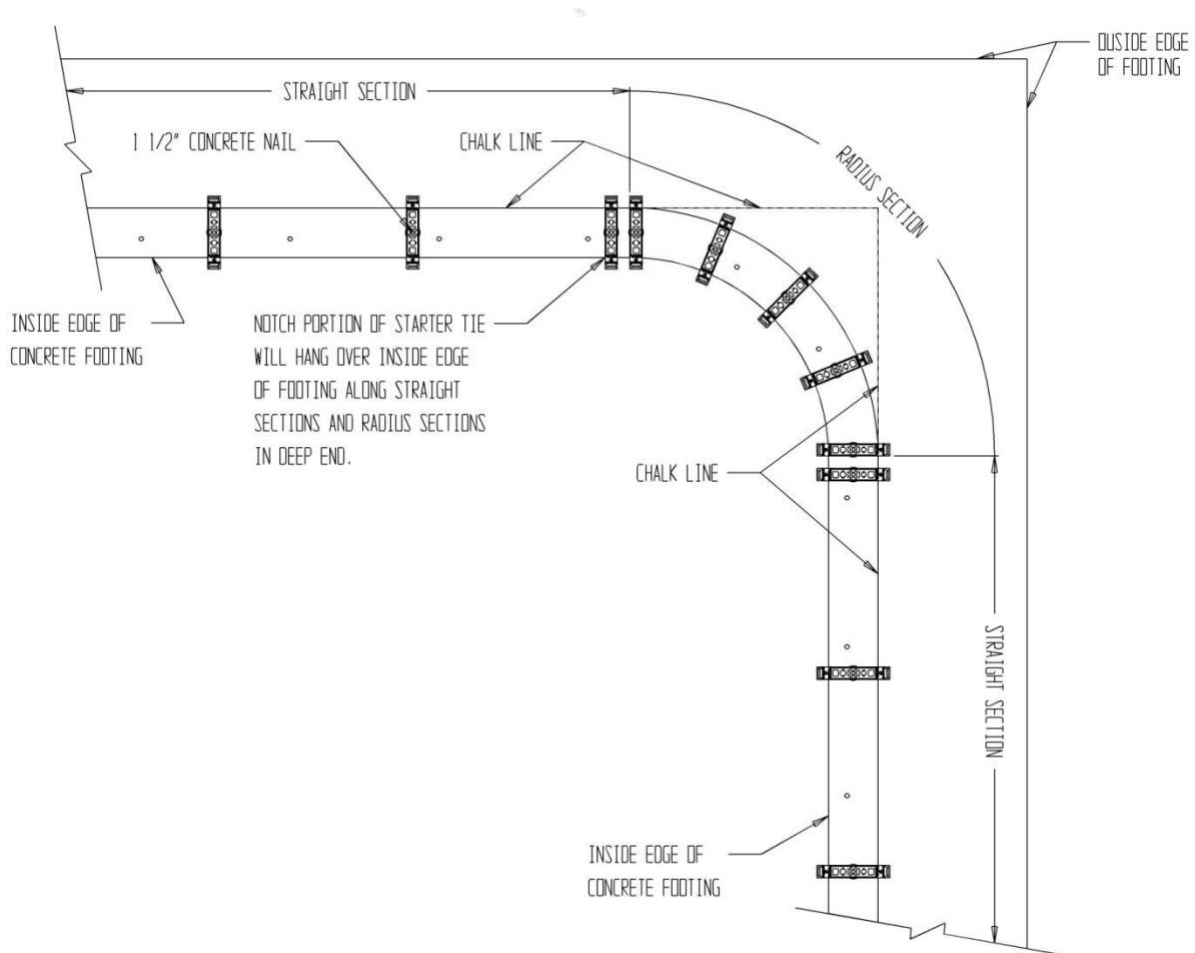 OUSIDE EDGE
OF FOOTING
STRAIGHT SECTION
1 1/2" CONCRETE NAIL
CHALK LINE
RADIUS SECTION
INSIDE EDGE OF
CONCRETE FOOTING
NOTCH PORTION OF STARTER TIE
WILL HANG OVER INSIDE EDGE
OF FOOTING ALONG STRAIGHT
SECTIONS AND RADIUS SECTIONS
IN DEEP END.
CHALK LINE
STRAIGHT SECTION
INSIDE EDGE OF
CONCRETE FOOTING